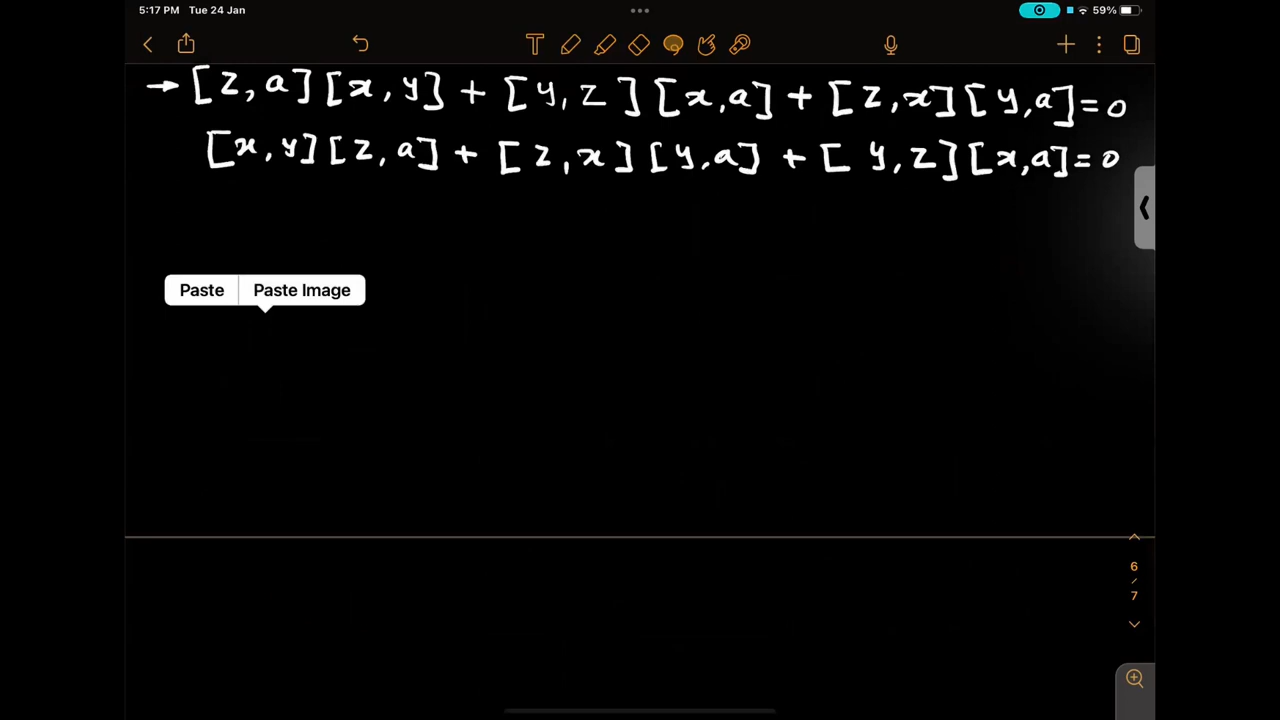 5:17 PM Tue 24 Jan
59%
→ [z,a][x,y] + [y,z][x,a] + [z,x][y,a]=0
[x,y][z,a] + [z,x][y,a] + [y,z][x,a]=0
Paste Paste Image
6
/
7